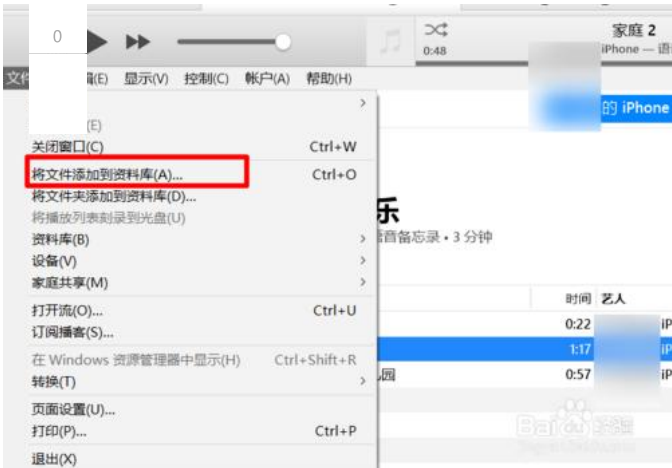 0
家庭 2
0:48
iPhone — 语
文件
(E) 显示(V) 控制(C) 帐户(A) 帮助(H)
的 iPhone
(E)
关闭窗口(C) Ctrl+W
将文件添加到资料库(A)... Ctrl+O
将文件夹添加到资料库(D)...
乐
将播放列表刻录到光盘(U)
资料库(B)
语音备忘录 • 3 分钟
设备(V)
家庭共享(M)
时间 艺人
打开流(O)... Ctrl+U
0:22 iP
订阅播客(S)...
1:17 iP
在 Windows 资源管理器中显示(H) Ctrl+Shift+R
转换(T)
儿园 0:57 iP
页面设置(U)...
打印(P)... Ctrl+P
Baidu 经验
退出(X)